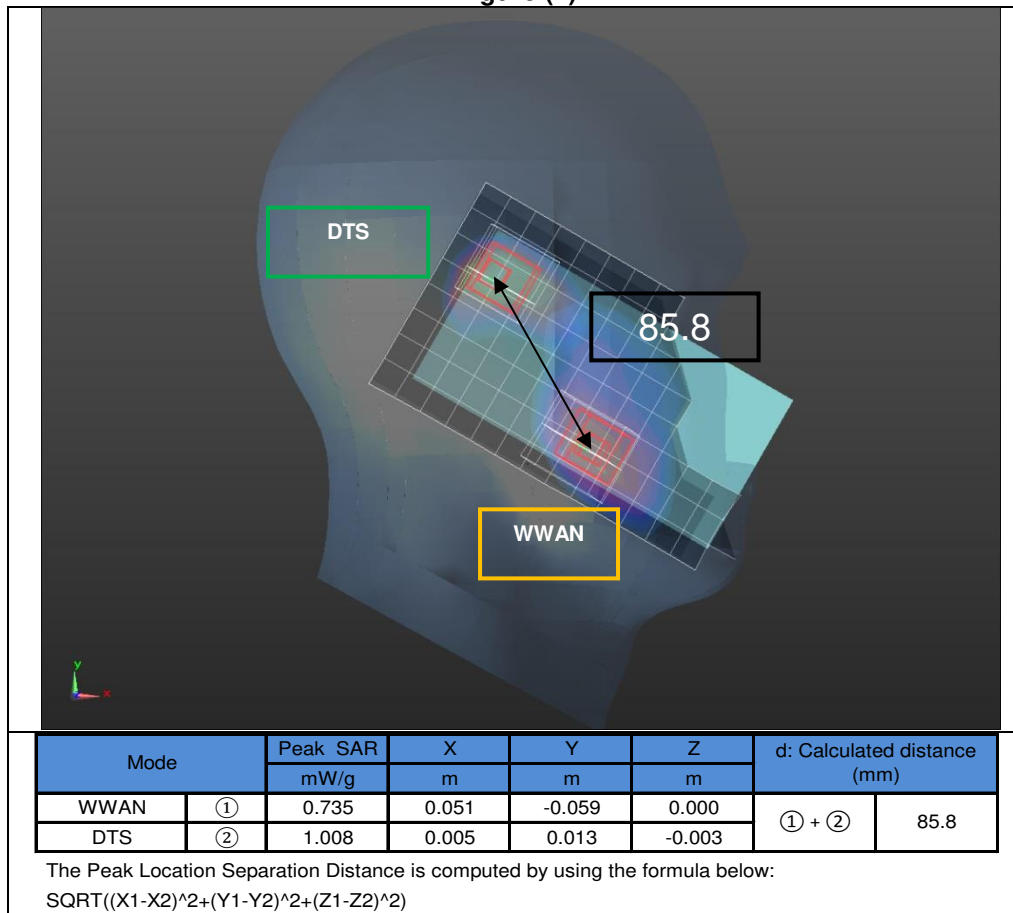 DTS
85.8
WWAN
y
x
Mode Peak SAR X Y Z d: Calculated distance (mm)
mW/g m m m
WWAN ① 0.735 0.051 -0.059 0.000 ① + ② 85.8
DTS ② 1.008 0.005 0.013 -0.003
The Peak Location Separation Distance is computed by using the formula below:
SQRT((X1-X2)^2+(Y1-Y2)^2+(Z1-Z2)^2)